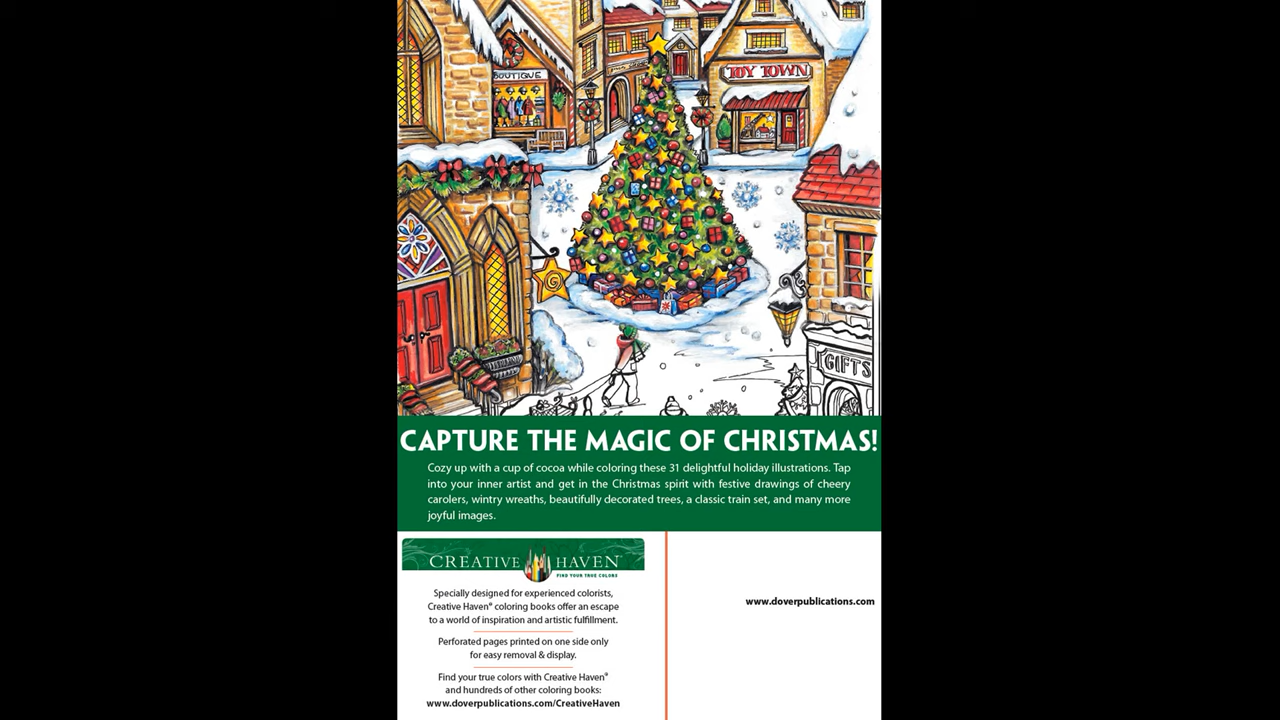 BOUTIQUE
TOY TOWN
GIFTS
CAPTURE THE MAGIC OF CHRISTMAS!
Cozy up with a cup of cocoa while coloring these 31 delightful holiday illustrations. Tap
into your inner artist and get in the Christmas spirit with festive drawings of cheery
carolers, wintry wreaths, beautifully decorated trees, a classic train set, and many more
joyful images.
CREATIVE HAVEN™
FIND YOUR TRUE COLORS
Specially designed for experienced colorists,
Creative Haven® coloring books offer an escape
to a world of inspiration and artistic fulfillment.
Perforated pages printed on one side only
for easy removal & display.
Find your true colors with Creative Haven®
and hundreds of other coloring books:
www.doverpublications.com/CreativeHaven
www.doverpublications.com